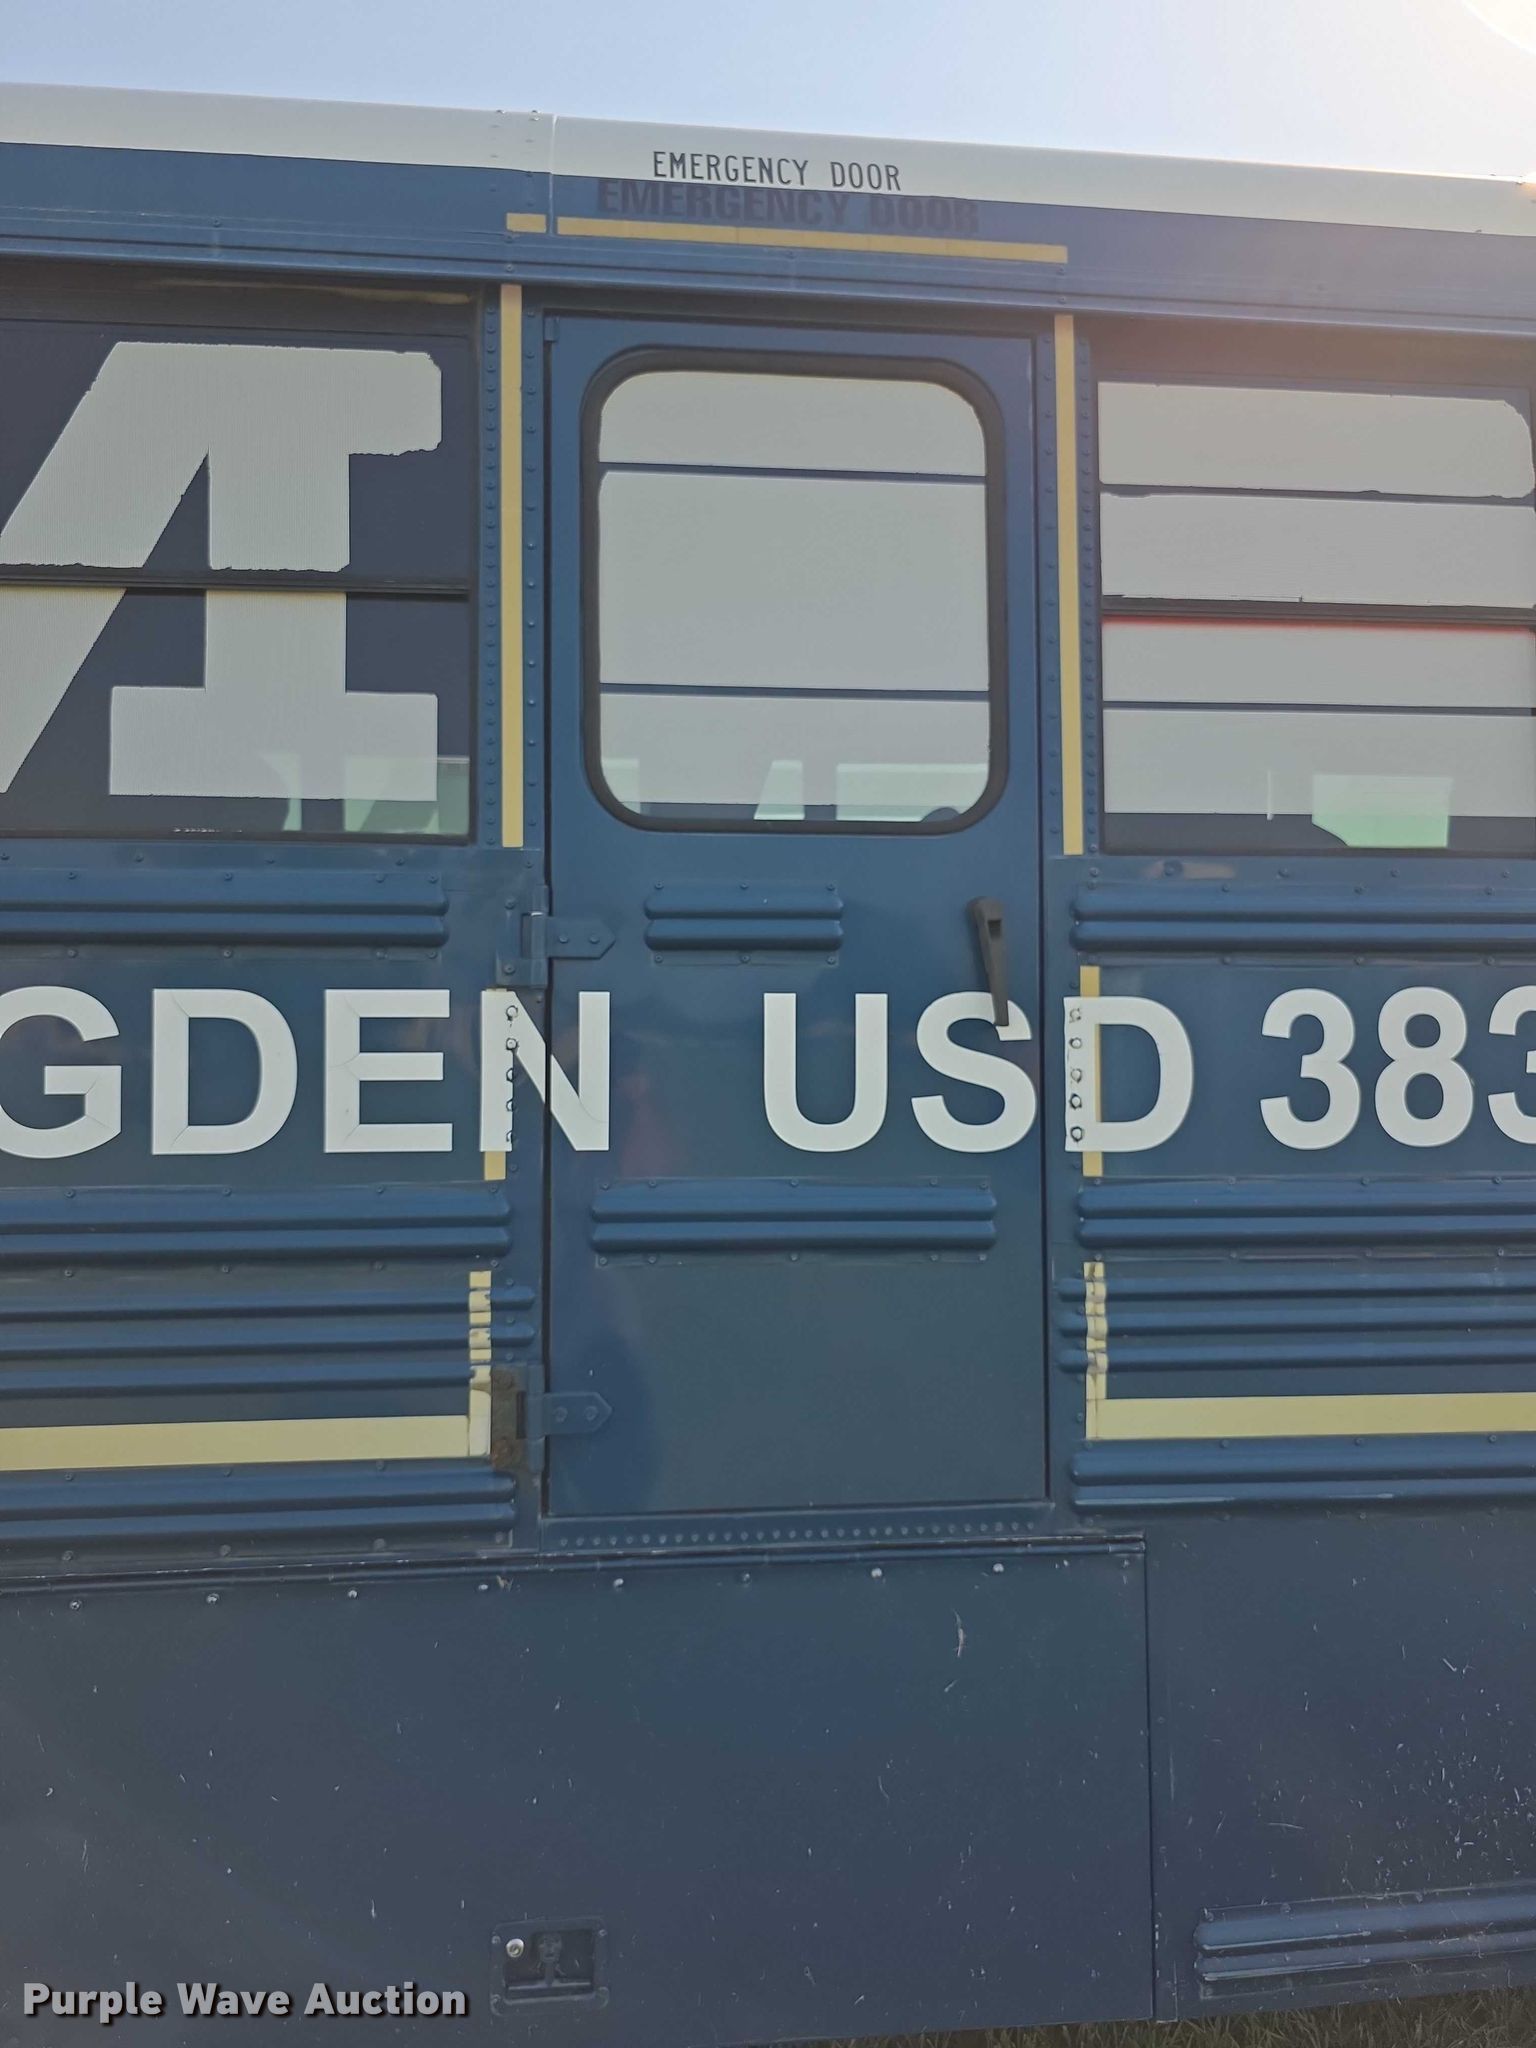 EMERGENCY DOOR
EMERGENCY DOOR
GDEN USD 383
Purple Wave Auction